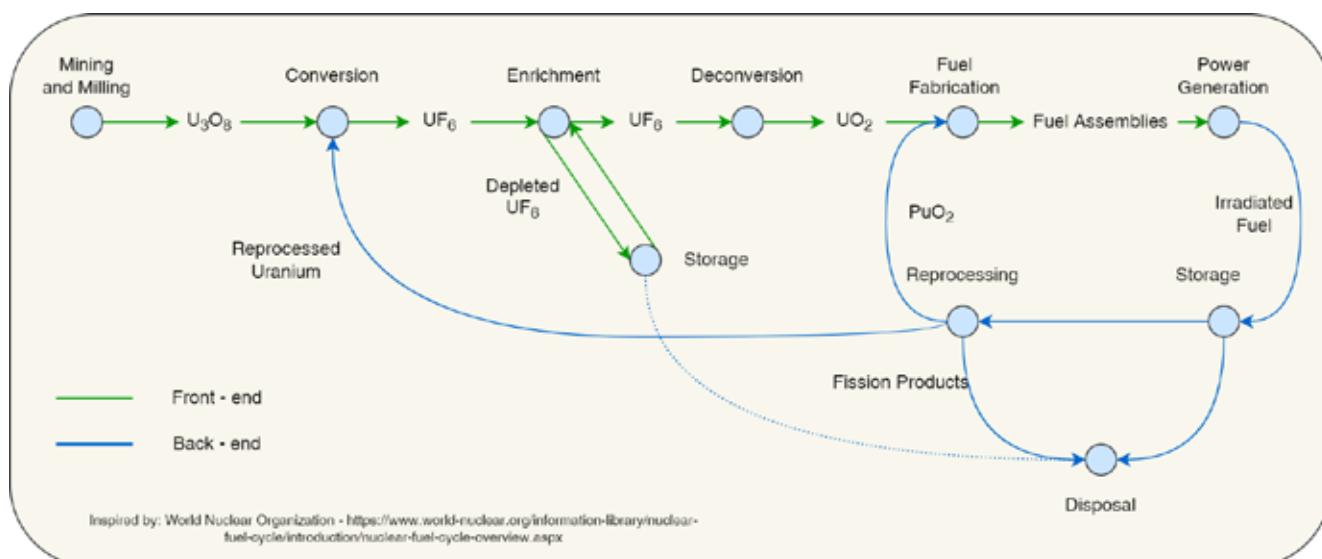 Mining
and Milling
Conversion
Enrichment
Deconversion
Fuel
Fabrication
Power
Generation
U3O8
UF6
UF6
UO2
Fuel Assemblies
Depleted
UF6
PuO2
Irradiated
Fuel
Reprocessed
Uranium
Storage
Reprocessing
Storage
Fission Products
Front - end
Back - end
Disposal
Inspired by: World Nuclear Organization - https://www.world-nuclear.org/information-library/nuclear-
fuel-cycle/introduction/nuclear-fuel-cycle-overview.aspx